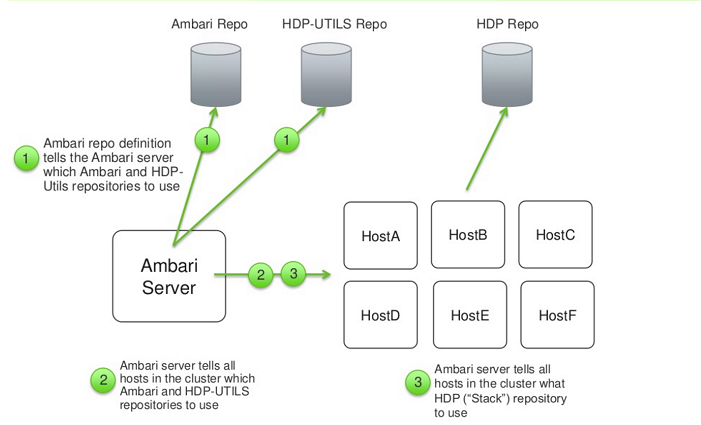 Ambari Repo
HDP-UTILS Repo
HDP Repo
1
1
1
Ambari repo definition
tells the Ambari server
which Ambari and HDP-
Utils repositories to use
HostA
HostB
HostC
Ambari
Server
2
3
HostD
HostE
HostF
2
Ambari server tells all
hosts in the cluster which
Ambari and HDP-UTILS
repositories to use
3
Ambari server tells all
hosts in the cluster what
HDP (“Stack”) repository
to use